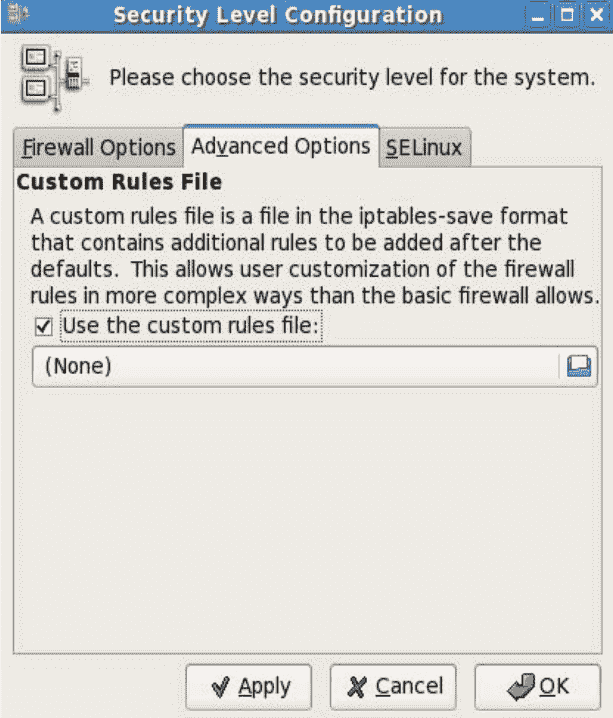 Security Level Configuration
Please choose the security level for the system.
Firewall Options Advanced Options SELinux
Custom Rules File
A custom rules file is a file in the iptables-save format
that contains additional rules to be added after the
defaults. This allows user customization of the firewall
rules in more complex ways than the basic firewall allows.
Use the custom rules file:
(None)
Apply Cancel OK